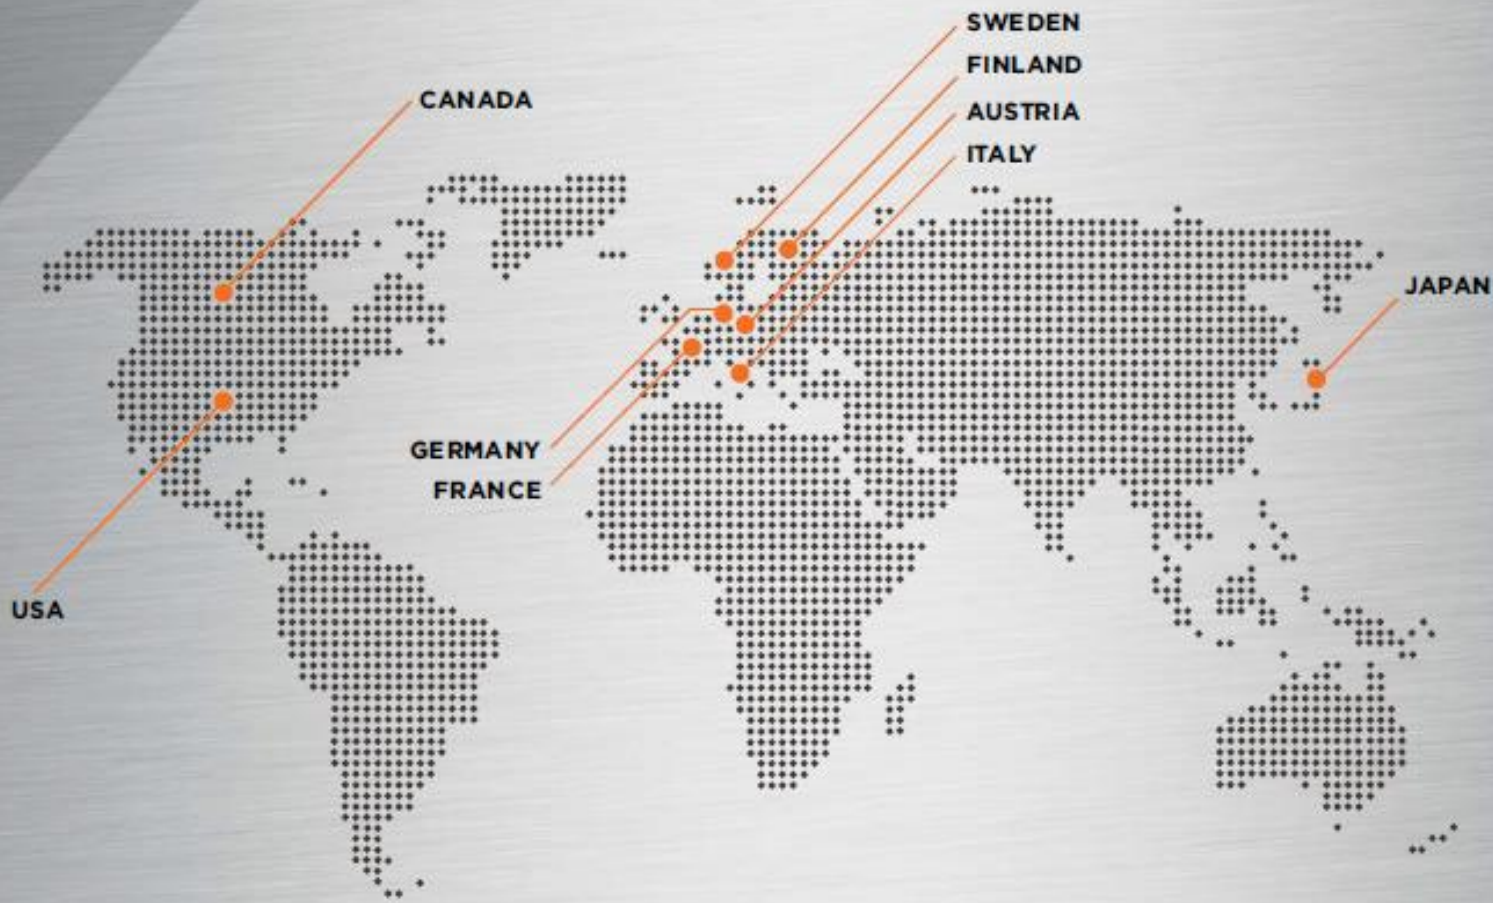 SWEDEN
FINLAND
CANADA
AUSTRIA
ITALY
JAPAN
GERMANY
FRANCE
USA